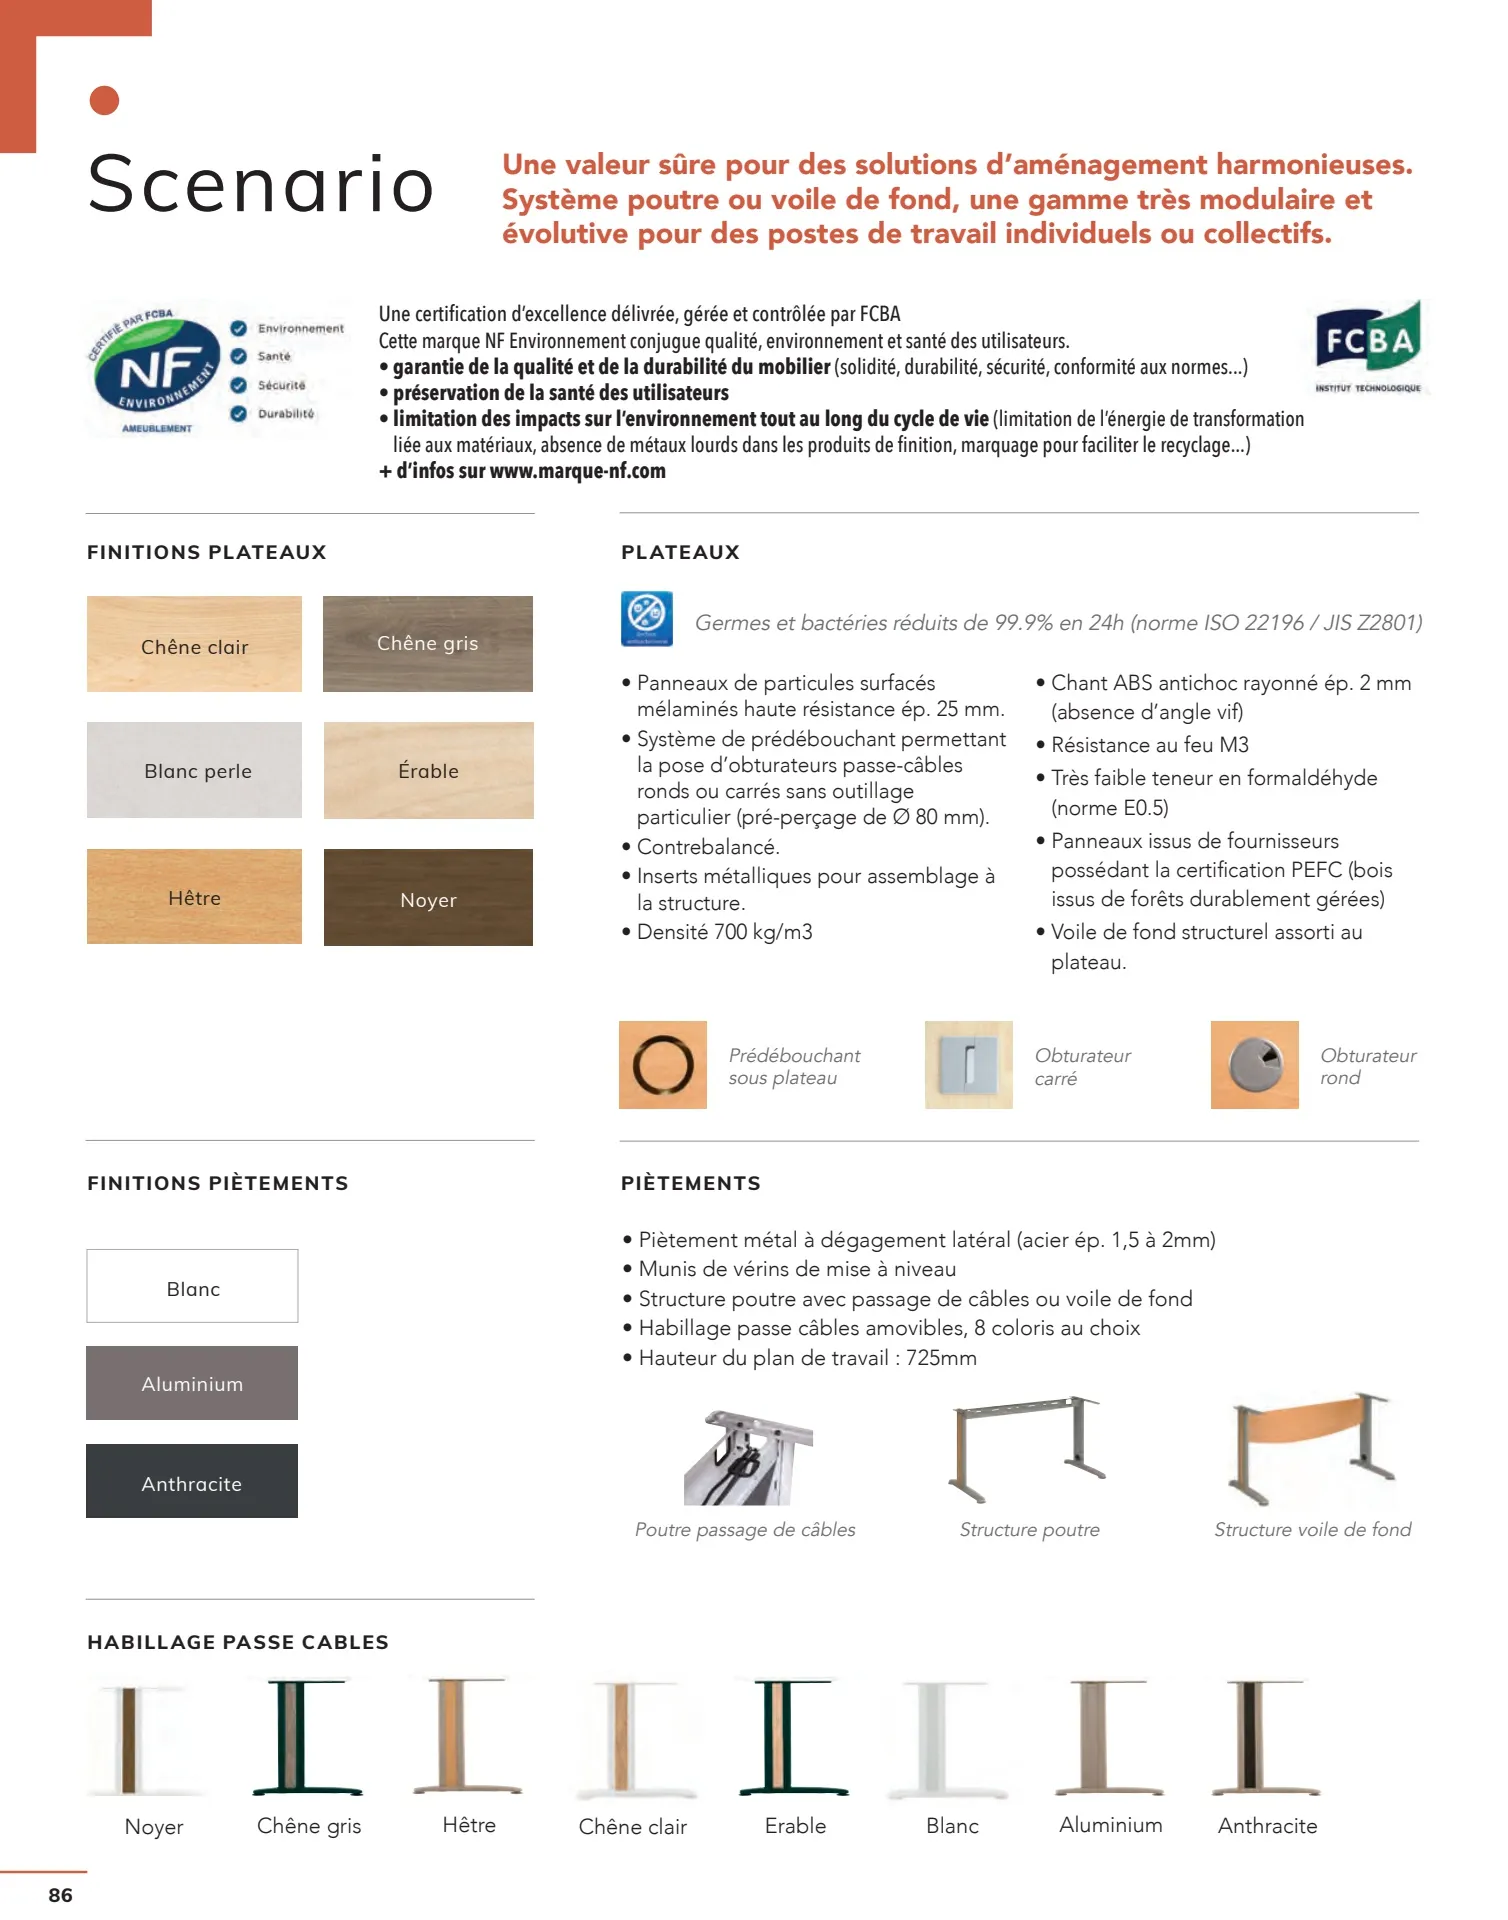 Scenario
Une valeur sûre pour des solutions d’aménagement harmonieuses.
Système poutre ou voile de fond, une gamme très modulaire et
évolutive pour des postes de travail individuels ou collectifs.
CERTIFIÉ PAR FCBA
NF
ENVIRONNEMENT
AMEUBLEMENT
Environnement
Santé
Sécurité
Durabilité
Une certification d’excellence délivrée, gérée et contrôlée par FCBA
Cette marque NF Environnement conjugue qualité, environnement et santé des utilisateurs.
• garantie de la qualité et de la durabilité du mobilier (solidité, durabilité, sécurité, conformité aux normes...)
• préservation de la santé des utilisateurs
• limitation des impacts sur l’environnement tout au long du cycle de vie (limitation de l’énergie de transformation
liée aux matériaux, absence de métaux lourds dans les produits de finition, marquage pour faciliter le recyclage...)
+ d’infos sur www.marque-nf.com
FCBA
INSTITUT TECHNOLOGIQUE
FINITIONS PLATEAUX
Chêne clair
Chêne gris
Blanc perle
Érable
Hêtre
Noyer
PLATEAUX
Germes et bactéries réduits de 99.9% en 24h (norme ISO 22196 / JIS Z2801)
• Panneaux de particules surfacés
mélaminés haute résistance ép. 25 mm.
• Système de prédébouchant permettant
la pose d’obturateurs passe-câbles
ronds ou carrés sans outillage
particulier (pré-perçage de Ø 80 mm).
• Contrebalancé.
• Inserts métalliques pour assemblage à
la structure.
• Densité 700 kg/m3
• Chant ABS antichoc rayonné ép. 2 mm
(absence d’angle vif)
• Résistance au feu M3
• Très faible teneur en formaldéhyde
(norme E0.5)
• Panneaux issus de fournisseurs
possédant la certification PEFC (bois
issus de forêts durablement gérées)
• Voile de fond structurel assorti au
plateau.
Prédébouchant
sous plateau
Obturateur
carré
Obturateur
rond
FINITIONS PIÈTEMENTS
Blanc
Aluminium
Anthracite
PIÈTEMENTS
• Piètement métal à dégagement latéral (acier ép. 1,5 à 2mm)
• Munis de vérins de mise à niveau
• Structure poutre avec passage de câbles ou voile de fond
• Habillage passe câbles amovibles, 8 coloris au choix
• Hauteur du plan de travail : 725mm
Poutre passage de câbles
Structure poutre
Structure voile de fond
HABILLAGE PASSE CABLES
Noyer
Chêne gris
Hêtre
Chêne clair
Erable
Blanc
Aluminium
Anthracite
86